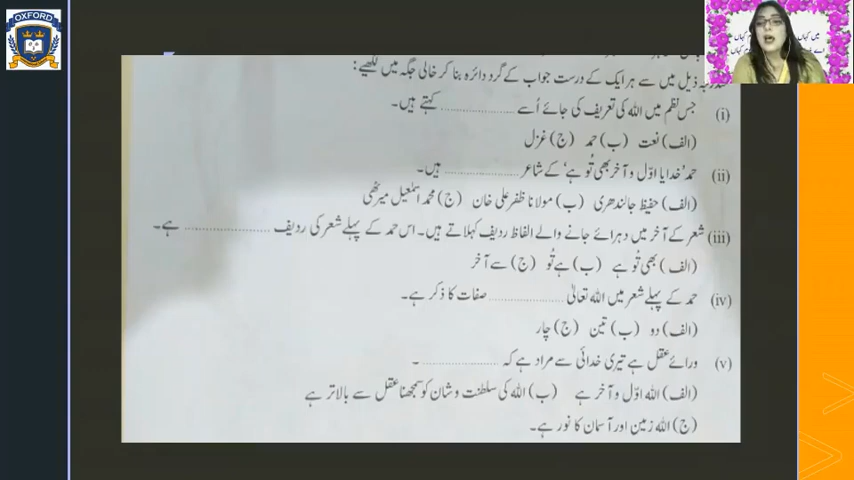 OXFORD
میں کہاں
مندرجہ ذیل میں سے ہر ایک کے درست جواب کے گرد دائرہ بنا کر خالی جگہ میں لکھیے:
(i) جس نظم میں اللہ کی تعریف کی جائے اُسے .................. کہتے ہیں۔
(الف) نعت (ب) حمد (ج) غزل
(ii) حمد 'خدایا اوّل و آخر بھی تُو ہے' کے شاعر .................. ہیں۔
(الف) حفیظ جالندھری (ب) مولانا ظفر علی خان (ج) محمد اسمٰعیل میرٹھی
(iii) شعر کے آخر میں دہرائے جانے والے الفاظ ردیف کہلاتے ہیں۔ اس حمد کے پہلے شعر کی ردیف .................. ہے۔
(الف) بھی تُو ہے (ب) ہے تُو (ج) سے آخر
(iv) حمد کے پہلے شعر میں اللہ تعالیٰ .................. صفات کا ذکر ہے۔
(الف) دو (ب) تین (ج) چار
(v) ورائے عقل ہے تیری خدائی سے مراد ہے کہ .................. ۔
(الف) اللہ اوّل و آخر ہے (ب) اللہ کی سلطنت و شان کو سمجھنا عقل سے بالاتر ہے
(ج) اللہ زمین اور آسمان کا نور ہے۔